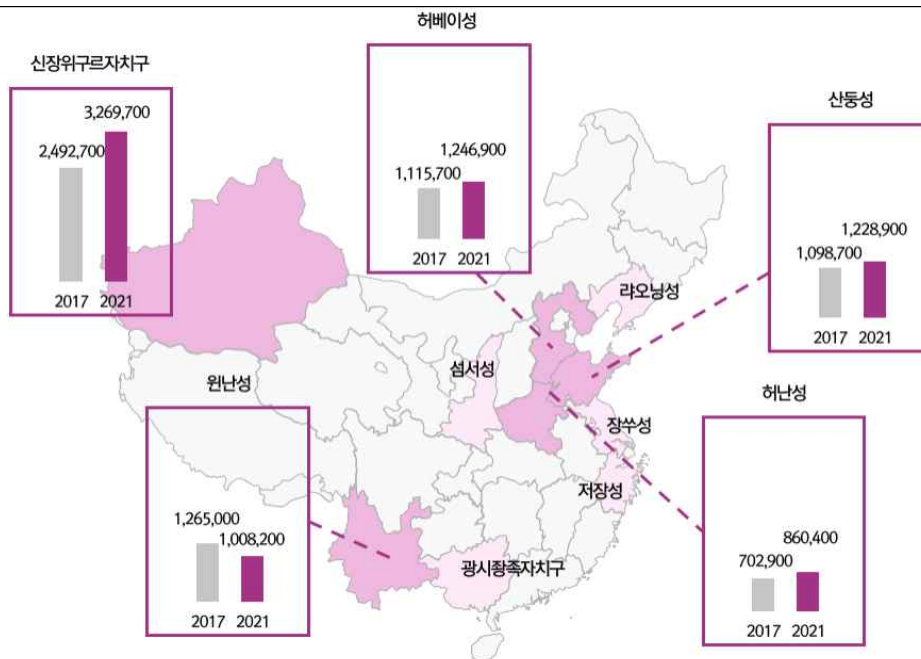 허베이성
1,246,900
1,115,700
2017 2021
신장위구르자치구
3,269,700
2,492,700
2017 2021
산둥성
1,228,900
1,098,700
2017 2021
랴오닝성
섬서성
윈난성
1,265,000
1,008,200
2017 2021
장쑤성
저장성
광시좡족자치구
허난성
860,400
702,900
2017 2021